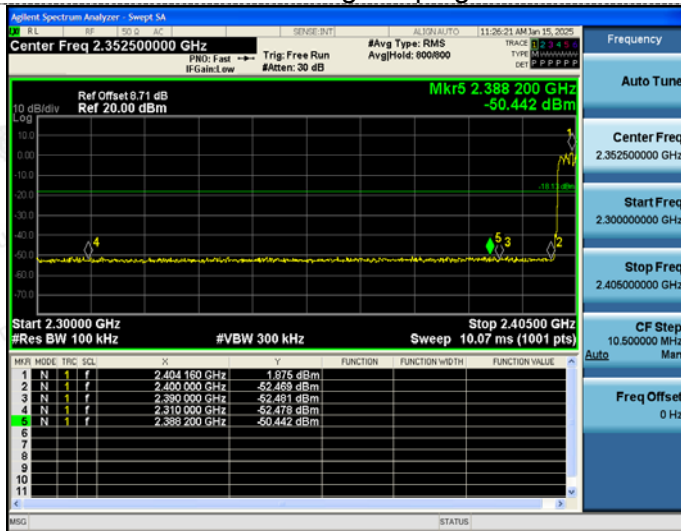 Agilent Spectrum Analyzer - Swept SA
RL RF 50 Ω AC SENSE:INT ALIGNAUTO 11:26:21 AM Jan 15, 2025
Center Freq 2.352500000 GHz
PNO: Fast
IFGain:Low
Trig: Free Run
#Atten: 30 dB
#Avg Type: RMS
Avg|Hold: 800/800
TRACE 1 2 3 4 5 6
TYPE M
DET P P P P P P
Mkr5 2.388 200 GHz
-50.442 dBm
Ref Offset 8.71 dB
Ref 20.00 dBm
10 dB/div
Log
10.0
0.00
-10.0
-20.0
-30.0
-40.0
-50.0
-60.0
-70.0
1
-18.13 dBm
4
5
3
2
Start 2.30000 GHz
Stop 2.40500 GHz
#Res BW 100 kHz
#VBW 300 kHz
Sweep 10.07 ms (1001 pts)
MKR MODE TRC SCL X Y FUNCTION FUNCTION WIDTH FUNCTION VALUE
1 N 1 f 2.404 160 GHz 1.875 dBm
2 N 1 f 2.400 000 GHz -52.469 dBm
3 N 1 f 2.390 000 GHz -52.481 dBm
4 N 1 f 2.310 000 GHz -52.478 dBm
5 N 1 f 2.388 200 GHz -50.442 dBm
6
7
8
9
10
11
MSG
STATUS
Frequency
Auto Tune
Center Freq
2.352500000 GHz
Start Freq
2.300000000 GHz
Stop Freq
2.405000000 GHz
CF Step
10.500000 MHz
Auto Man
Freq Offset
0 Hz